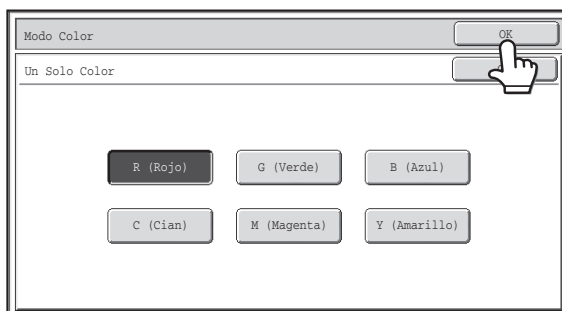 Modo Color
OK
Un Solo Color
R (Rojo)
G (Verde)
B (Azul)
C (Cian)
M (Magenta)
Y (Amarillo)